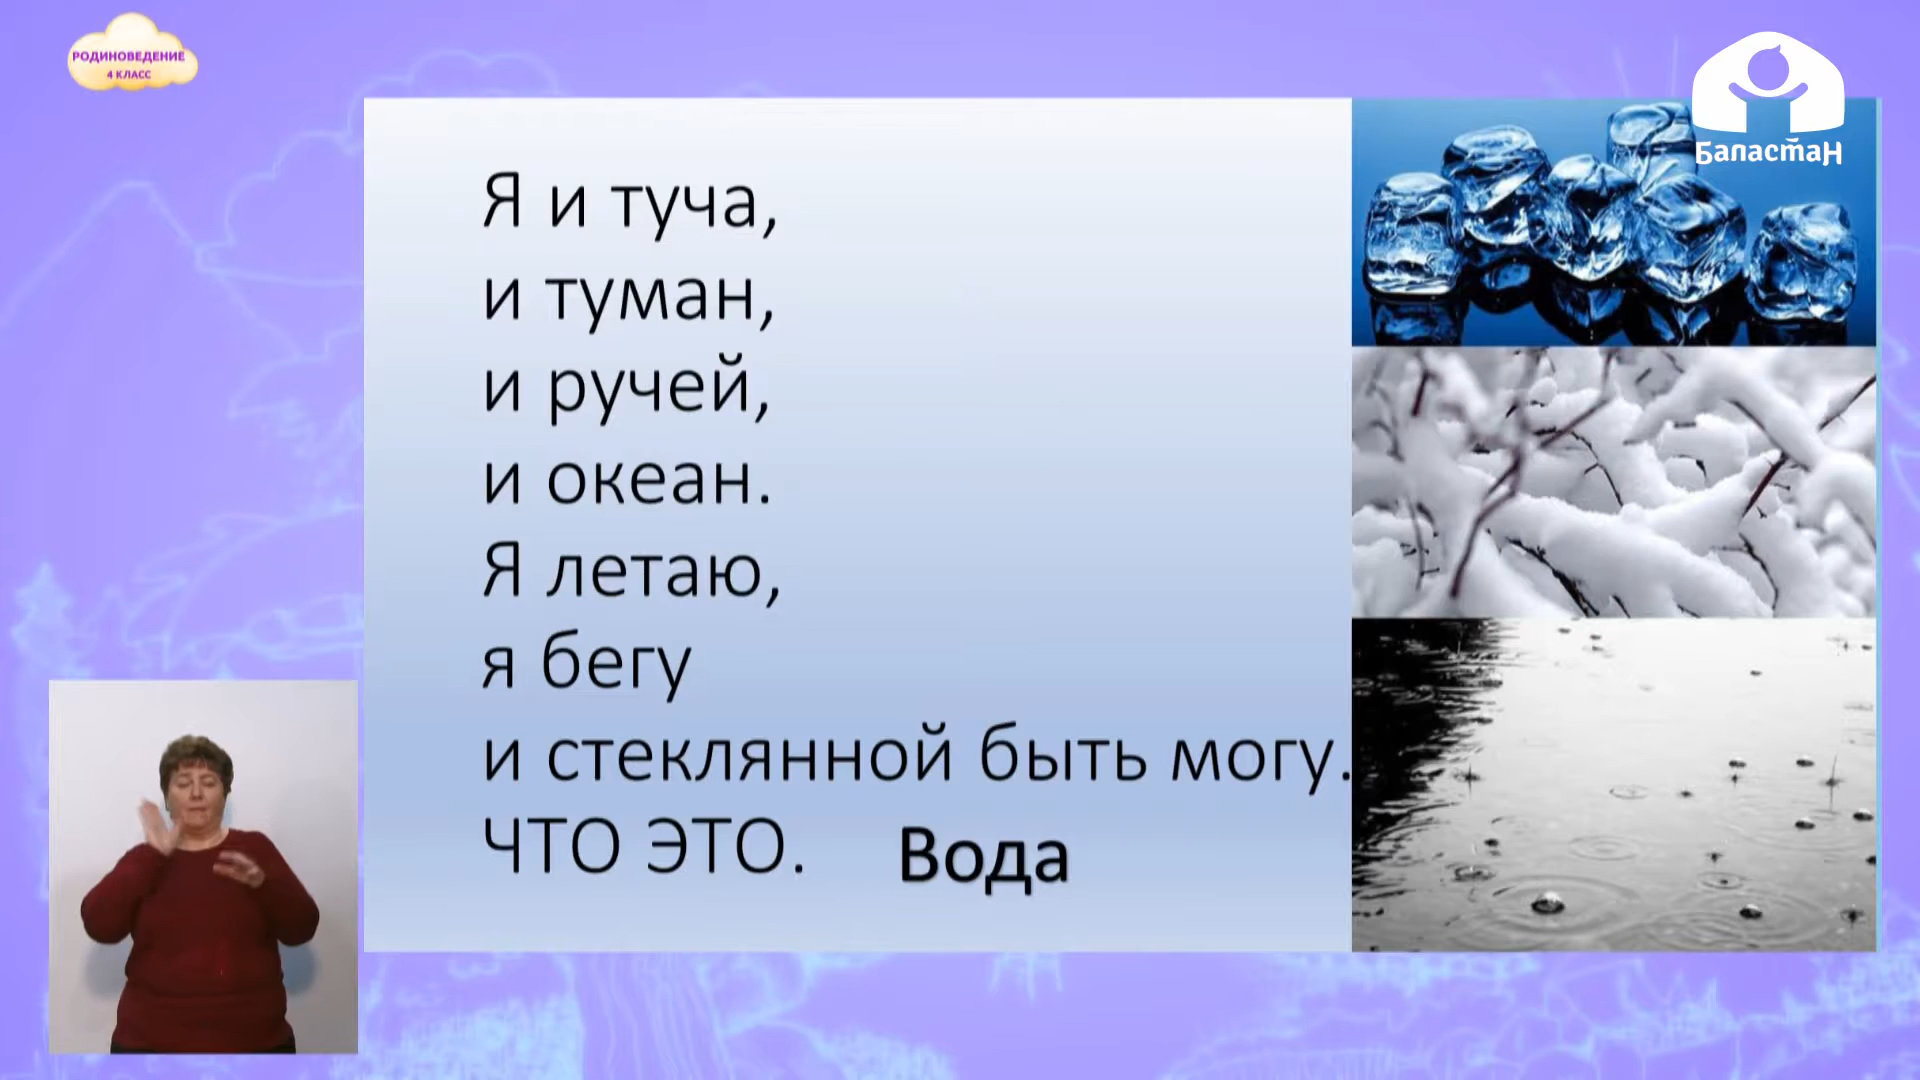 РОДИНОВЕДЕНИЕ
4 КЛАСС
Баластан
Я и туча,
и туман,
и ручей,
и океан.
Я летаю,
я бегу
и стеклянной быть могу.
ЧТО ЭТО. Вода